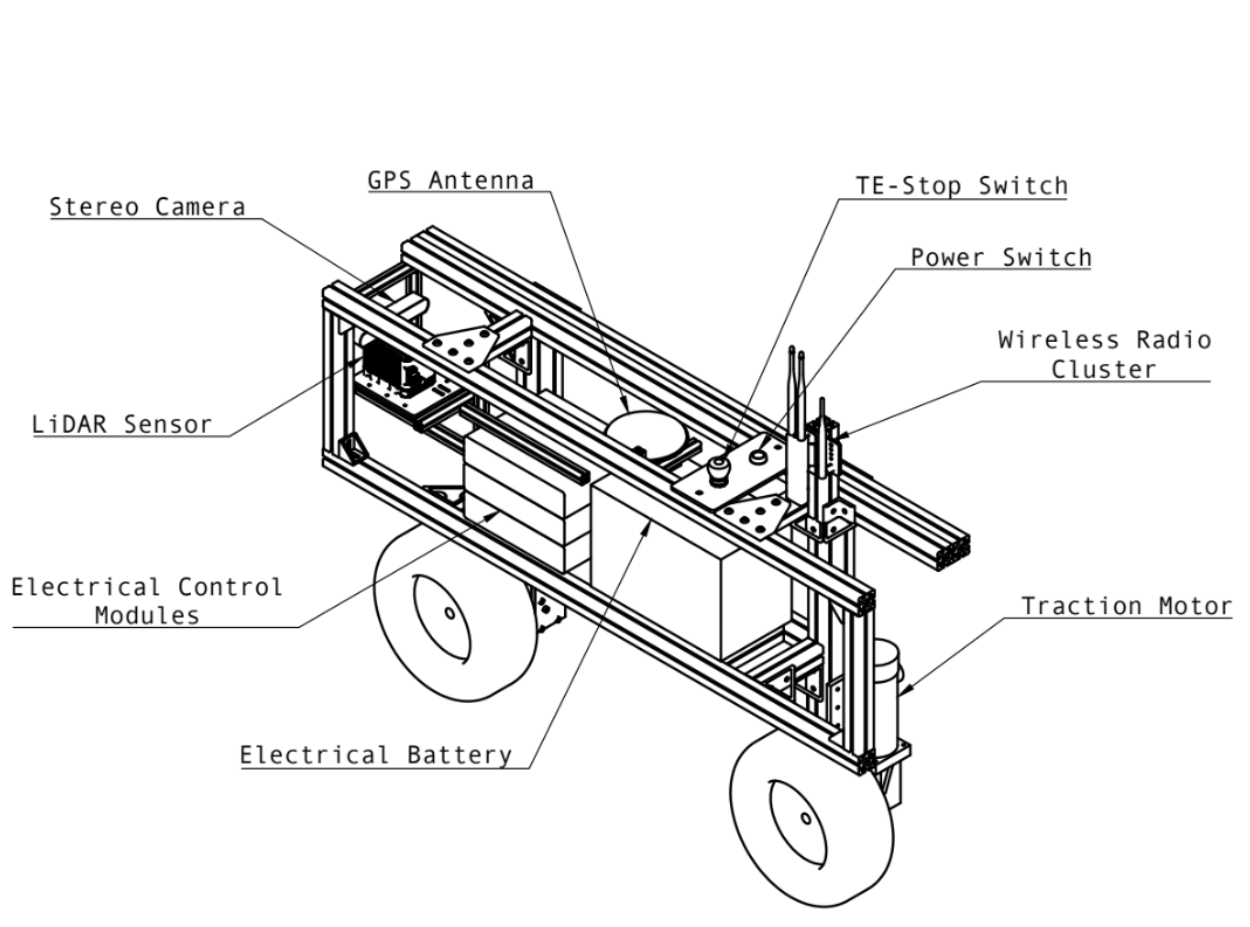 GPS Antenna
TE-Stop Switch
Stereo Camera
Power Switch
Wireless Radio
Cluster
LiDAR Sensor
Electrical Control
Modules
Traction Motor
Electrical Battery